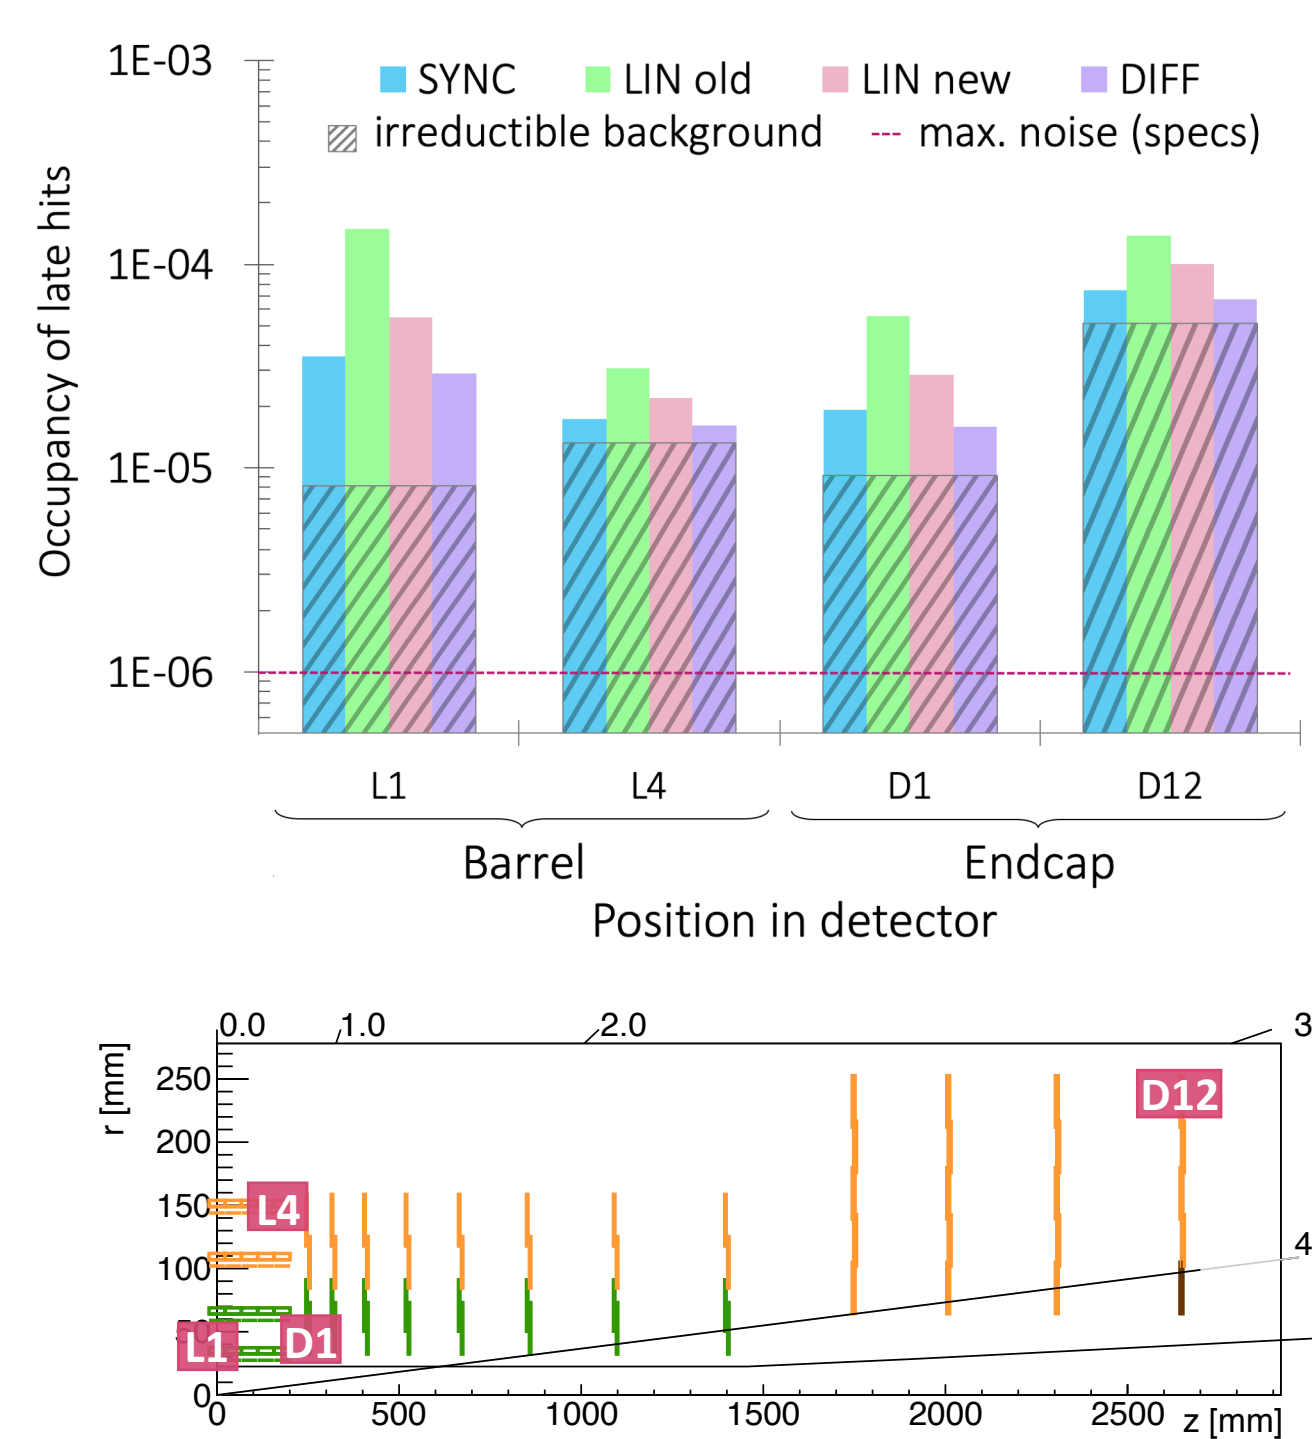 1E-03
SYNC LIN old LIN new DIFF
irreductible background max. noise (specs)
Occupancy of late hits
1E-04
1E-05
1E-06
L1 L4 D1 D12
Barrel Endcap
Position in detector
0.0 1.0 2.0 3
r [mm]
250
D12
200
150 L4
100 4
50
L1 D1
0
0 500 1000 1500 2000 2500 z [mm]